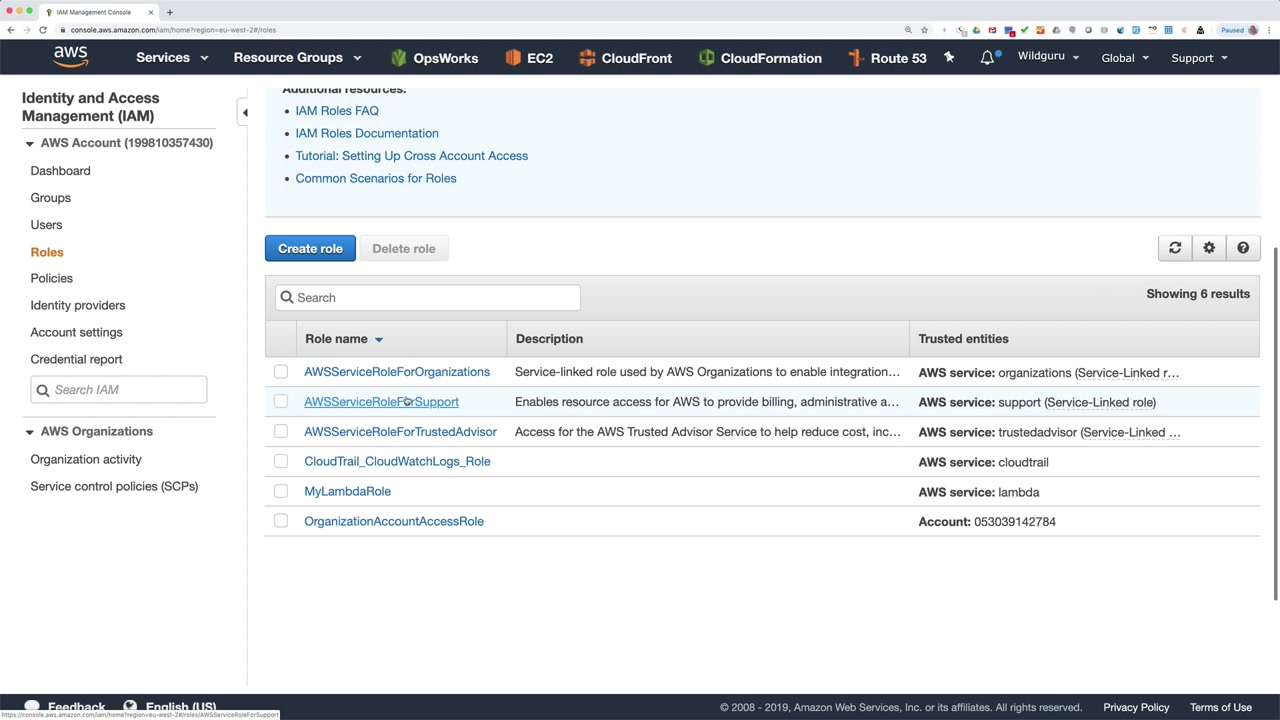 IAM Management Console
console.aws.amazon.com/iam/home?region=eu-west-2#/roles
Paused
aws
Services
Resource Groups
OpsWorks
EC2
CloudFront
CloudFormation
Route 53
Wildguru
Global
Support
Identity and Access
Management (IAM)
AWS Account (199810357430)
Dashboard
Groups
Users
Roles
Policies
Identity providers
Account settings
Credential report
Search IAM
AWS Organizations
Organization activity
Service control policies (SCPs)
Additional resources:
• IAM Roles FAQ
• IAM Roles Documentation
• Tutorial: Setting Up Cross Account Access
• Common Scenarios for Roles
Create role
Delete role
Search
Showing 6 results
Role name Description Trusted entities
AWSServiceRoleForOrganizations Service-linked role used by AWS Organizations to enable integration... AWS service: organizations (Service-Linked r...
AWSServiceRoleForSupport Enables resource access for AWS to provide billing, administrative a... AWS service: support (Service-Linked role)
AWSServiceRoleForTrustedAdvisor Access for the AWS Trusted Advisor Service to help reduce cost, inc... AWS service: trustedadvisor (Service-Linked ...
CloudTrail_CloudWatchLogs_Role AWS service: cloudtrail
MyLambdaRole AWS service: lambda
OrganizationAccountAccessRole Account: 053039142784
Feedback
English (US)
© 2008 - 2019, Amazon Web Services, Inc. or its affiliates. All rights reserved.
Privacy Policy
Terms of Use
https://console.aws.amazon.com/iam/home?region=eu-west-2#/roles/AWSServiceRoleForSupport